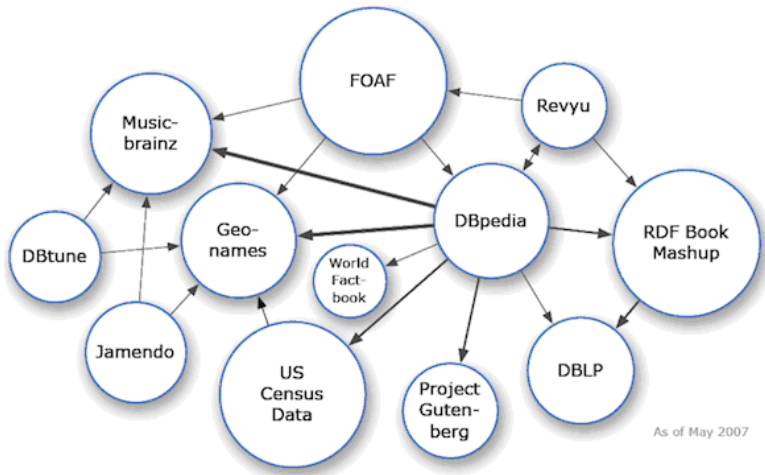 FOAF
Revyu
Music-
brainz
DBpedia
RDF Book
Mashup
Geo-
names
DBtune
World
Fact-
book
Jamendo
US
Census
Data
Project
Guten-
berg
DBLP
As of May 2007